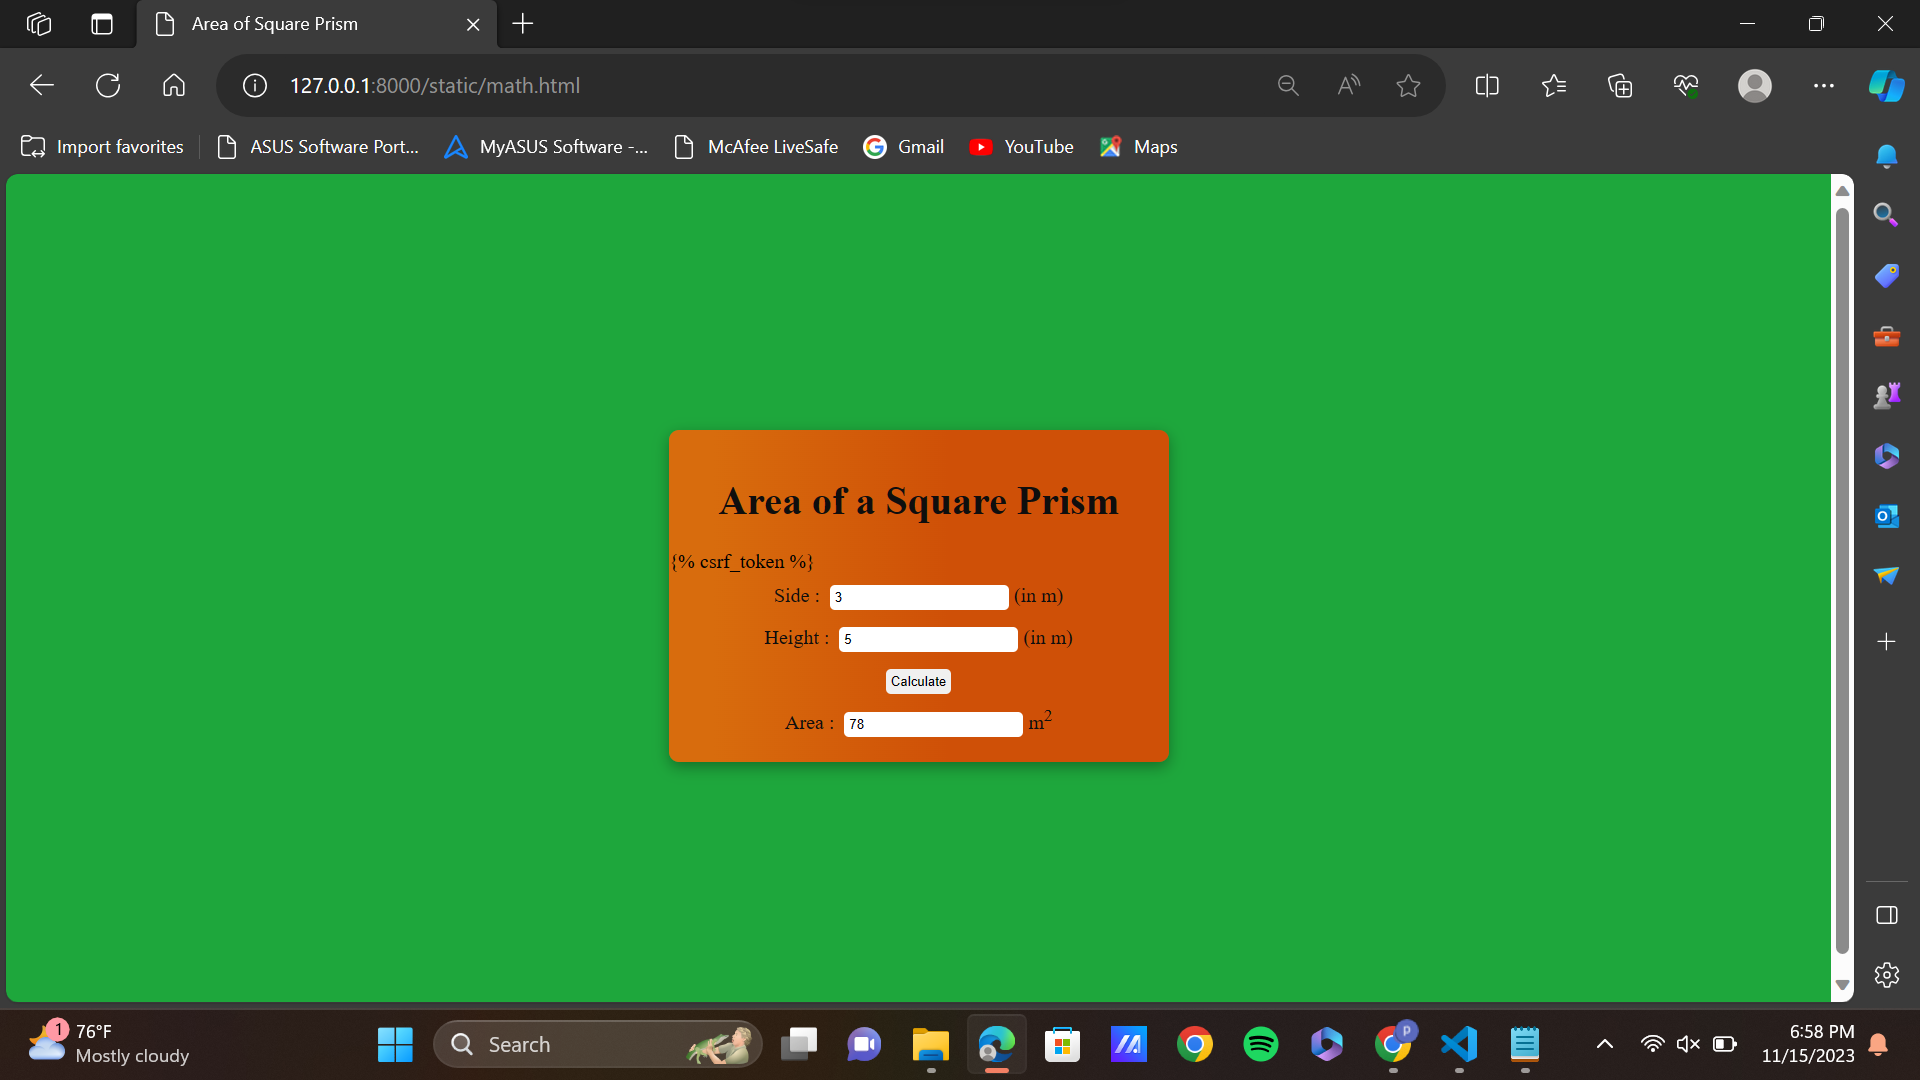 Area of Square Prism
127.0.0.1:8000/static/math.html
Import favorites
ASUS Software Port...
MyASUS Software -...
McAfee LiveSafe
Gmail
YouTube
Maps
Area of a Square Prism
{% csrf_token %}
Side : 3 (in m)
Height : 5 (in m)
Calculate
Area : 78 m²
1
76°F
Mostly cloudy
Search
P
6:58 PM
11/15/2023